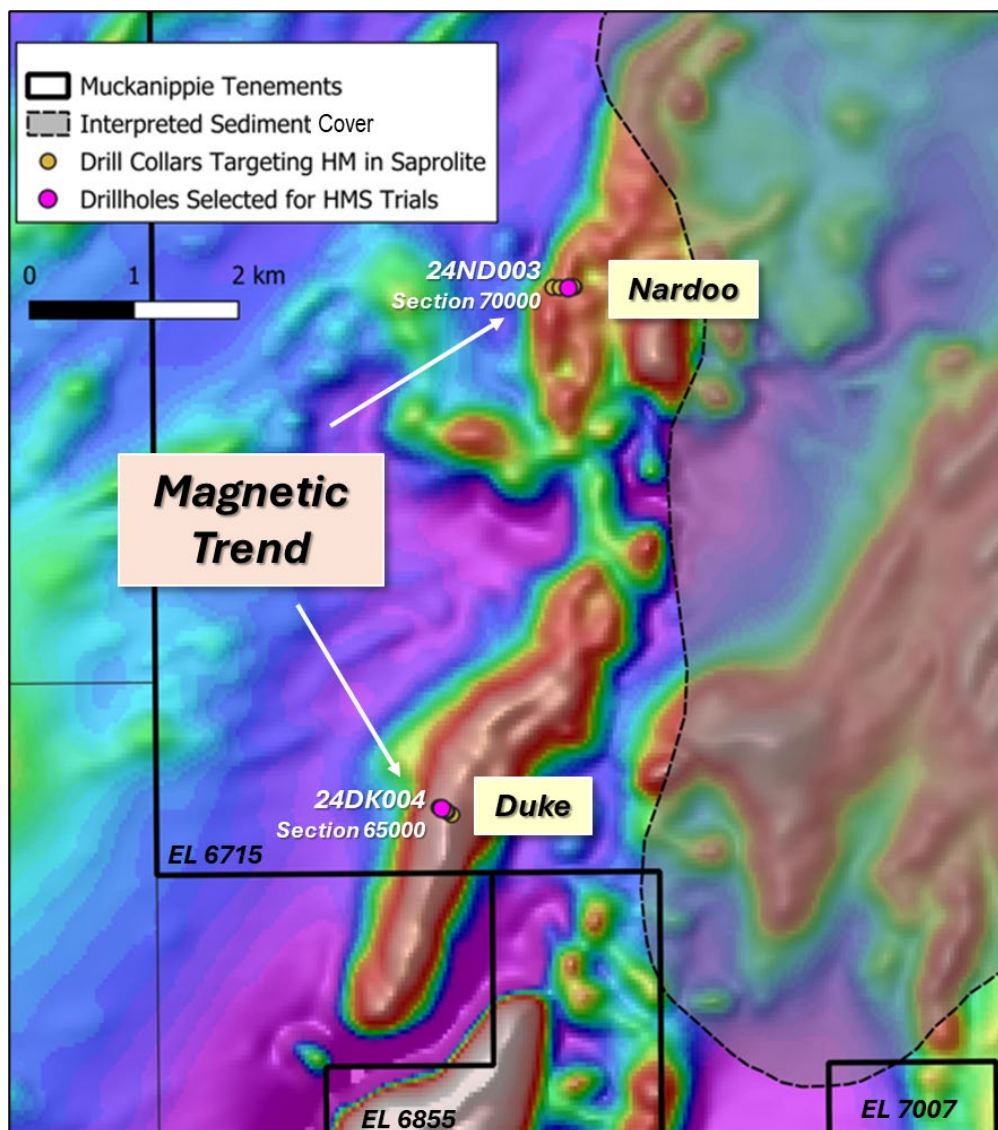 Muckanippie Tenements
Interpreted Sediment Cover
Drill Collars Targeting HM in Saprolite
Drillholes Selected for HMS Trials
0 1 2 km
24ND003
Section 70000
Nardoo
Magnetic
Trend
24DK004
Section 65000
Duke
EL 6715
EL 6855
EL 7007